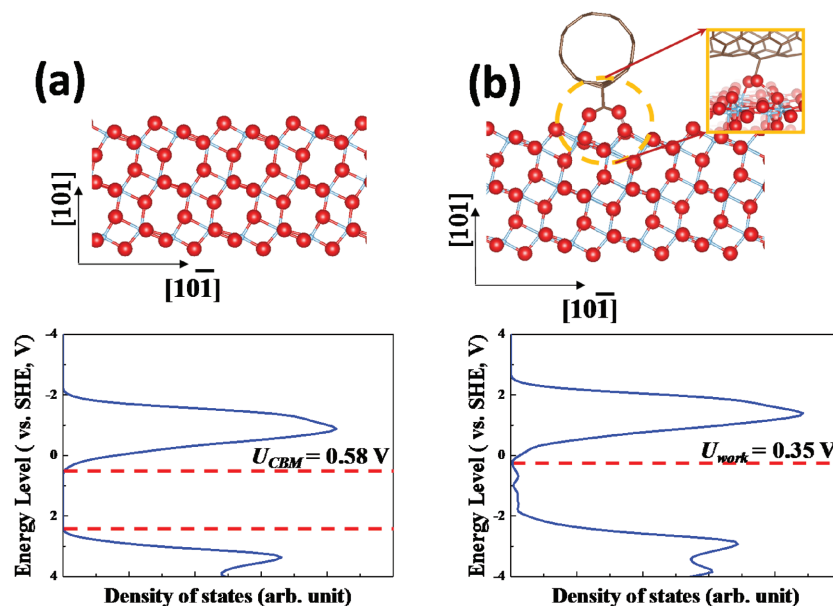 (a)
[101]
[101̄]
(b)
[101]
[101̄]
Energy Level ( vs. SHE, V)
-4
-2
0
2
4
U_CBM = 0.58 V
Density of states (arb. unit)
Energy Level ( vs. SHE, V)
-4
2
0
-2
4
U_work = 0.35 V
Density of states (arb. unit)